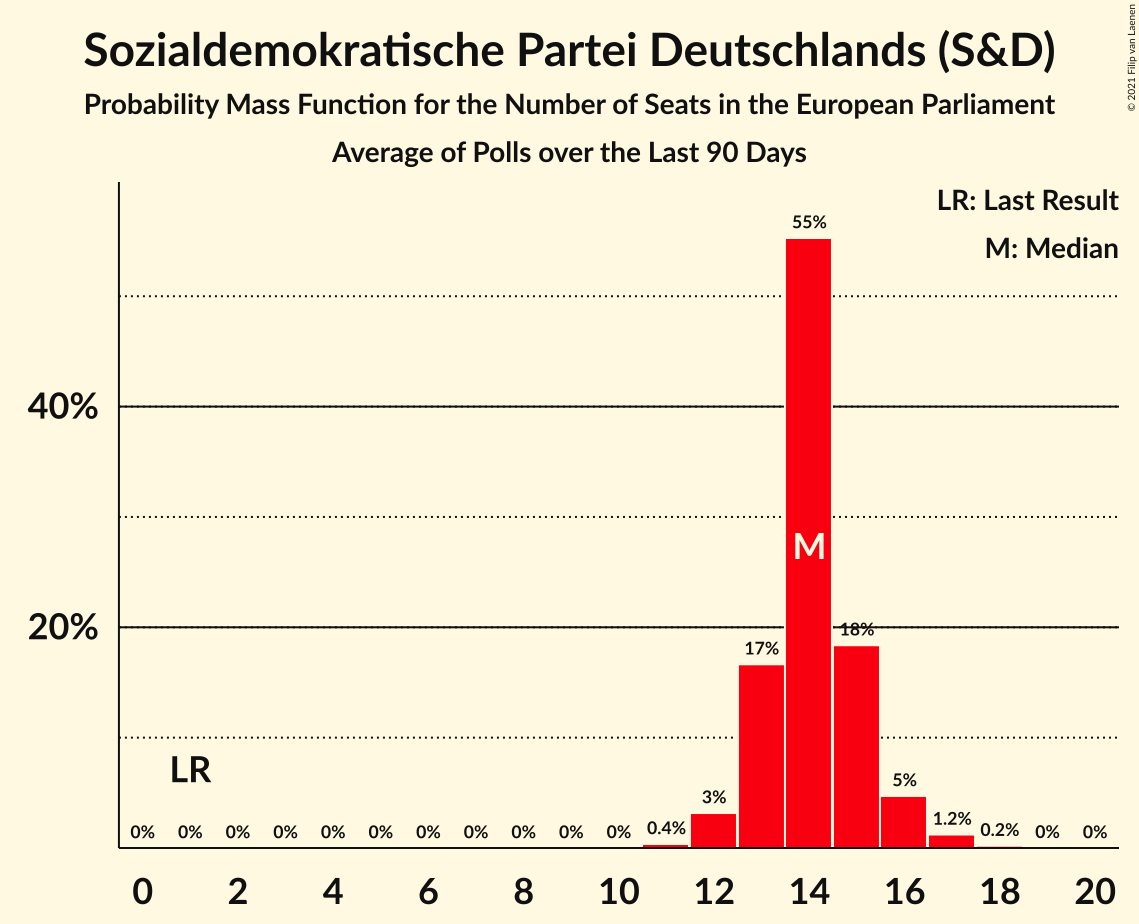 Sozialdemokratische Partei Deutschlands (S&D)
Probability Mass Function for the Number of Seats in the European Parliament
Average of Polls over the Last 90 Days
© 2021 Filip van Laenen
LR: Last Result
M: Median
55%
40%
M
20%
18%
17%
LR
5%
3%
1.2%
0% 0% 0% 0% 0% 0% 0% 0% 0% 0% 0% 0.4% 0.2% 0% 0%
0 2 4 6 8 10 12 14 16 18 20